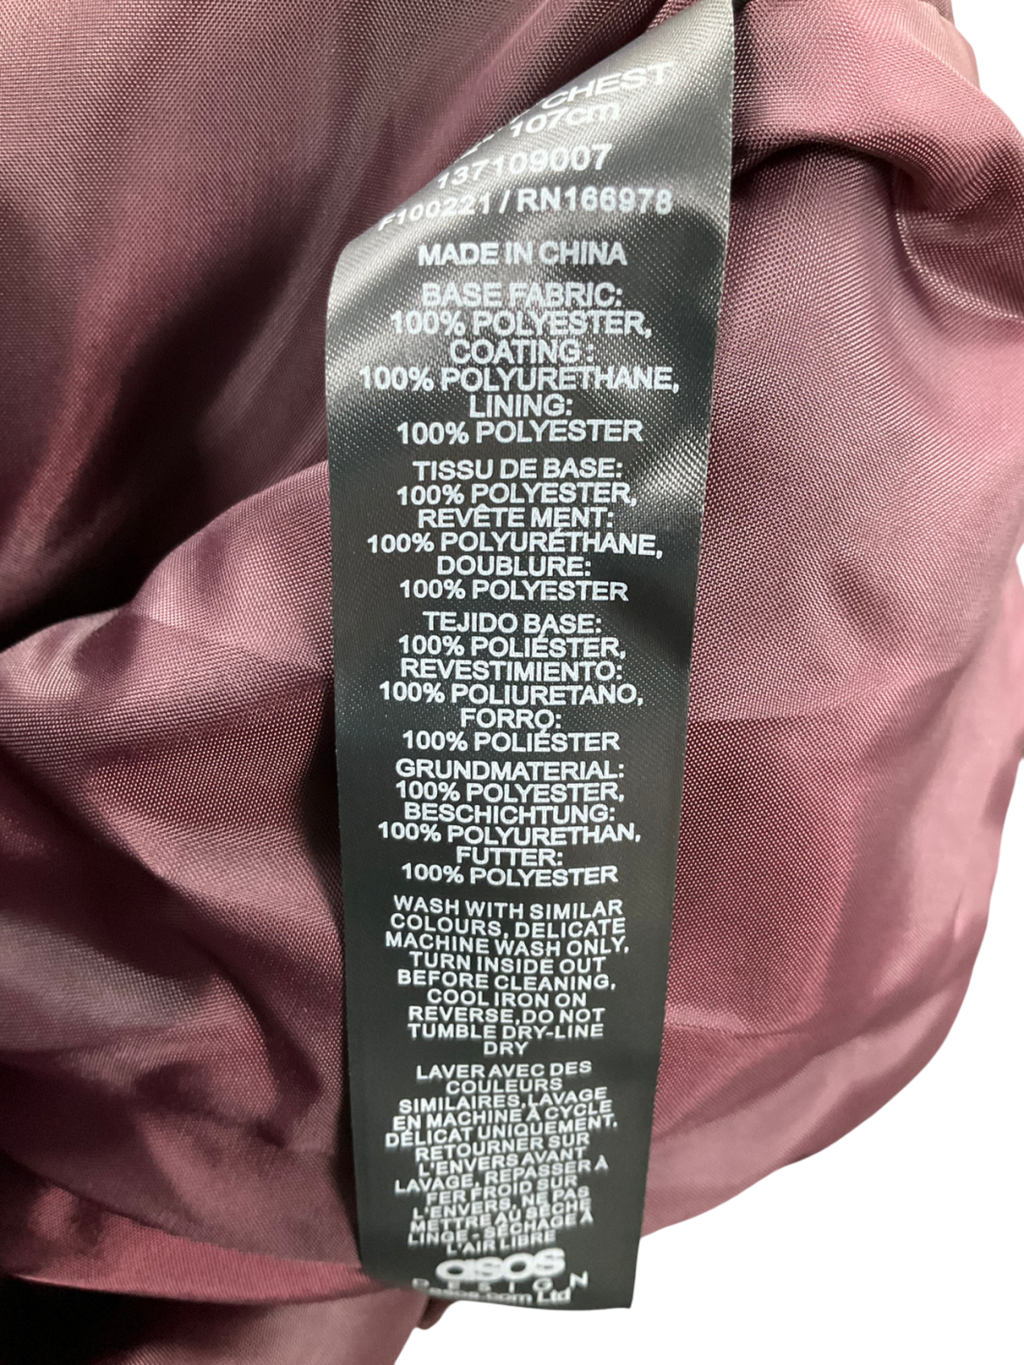 CHEST
107cm
137109007
F100221 / RN166978
MADE IN CHINA
BASE FABRIC:
100% POLYESTER,
COATING :
100% POLYURETHANE,
LINING:
100% POLYESTER
TISSU DE BASE:
100% POLYESTER,
REVÊTE MENT:
100% POLYURÉTHANE,
DOUBLURE:
100% POLYESTER
TEJIDO BASE:
100% POLIÉSTER,
REVESTIMIENTO:
100% POLIURETANO,
FORRO:
100% POLIÉSTER
GRUNDMATERIAL:
100% POLYESTER,
BESCHICHTUNG:
100% POLYURETHAN,
FUTTER:
100% POLYESTER
WASH WITH SIMILAR
COLOURS, DELICATE
MACHINE WASH ONLY,
TURN INSIDE OUT
BEFORE CLEANING,
COOL IRON ON
REVERSE,DO NOT
TUMBLE DRY-LINE
DRY
LAVER AVEC DES
COULEURS
SIMILAIRES,LAVAGE
EN MACHINE À CYCLE
DÉLICAT UNIQUEMENT,
RETOURNER SUR
L'ENVERS AVANT
LAVAGE, REPASSER À
FER FROID SUR
L'ENVERS, NE PAS
METTRE AU SÈCHE
LINGE - SÉCHAGE À
L'AIR LIBRE
asos
DESIGN
asos.com Ltd